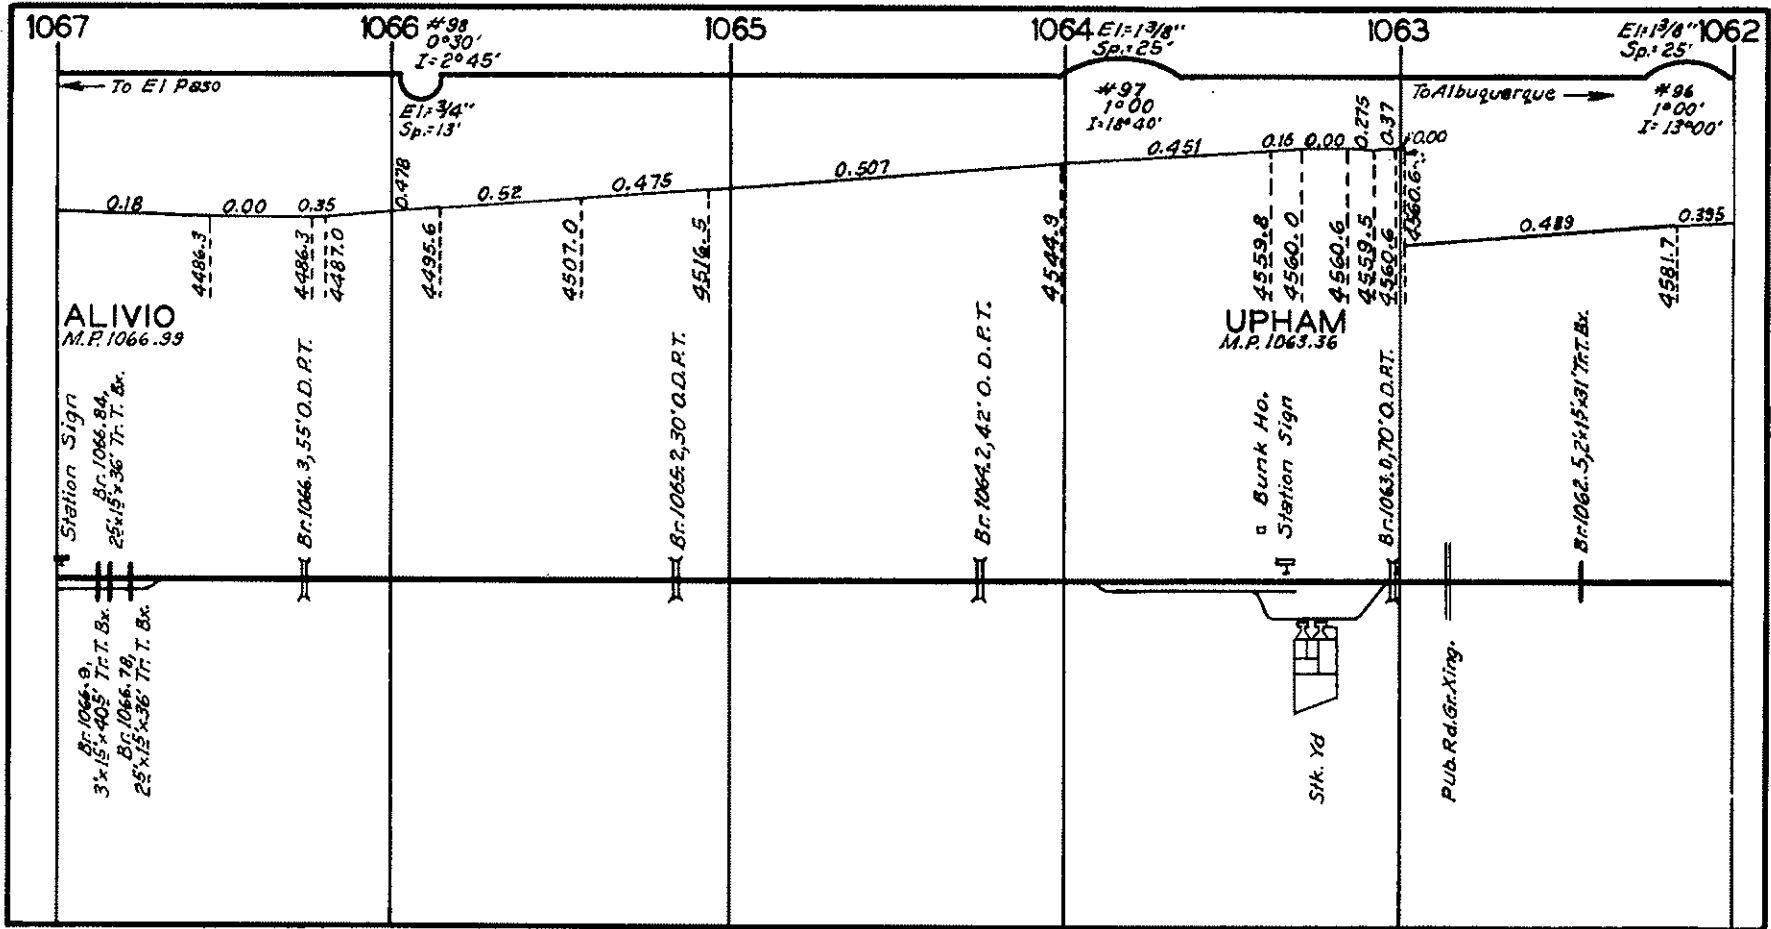 1067
1066
1065
1064
1063
1062
#98
0°30'
I=2°45'
El=3/4"
Sp.=13'
El=1 3/8"
Sp.=25'
#97
1°00
I=18°40'
El=1 3/8"
Sp.=25'
#96
1°00'
I=13°00'
← To El Paso
To Albuquerque →
0.18
0.00
0.35
0.478
0.52
0.475
0.507
0.451
0.16
0.00
0.275
0.37
0.00
0.489
0.395
4486.3
4486.3
4487.0
4495.6
4507.0
4516.5
4544.9
4559.8
4560.0
4560.6
4559.5
4560.6
4560.6
4581.7
ALIVIO
M.P. 1066.99
UPHAM
M.P. 1063.36
Station Sign
Br. 1066.84,
25'x15'x36' Tr. T. Bx.
Br. 1066.3, 55' O.D.P.T.
Br. 1065.2, 30' O.D.P.T.
Br. 1064.2, 42' O.D.P.T.
Bunk Ho.
Station Sign
Br. 1063.0, 70' O.D.P.T.
Br. 1062.5, 2'x15'x31' Tr. T. Bx.
Br. 1066.9,
3'x15'x405' Tr. T. Bx.
Br. 1066.78,
25'x15'x36' Tr. T. Bx.
Stk. Yd
Pub. Rd. Gr. Xing.